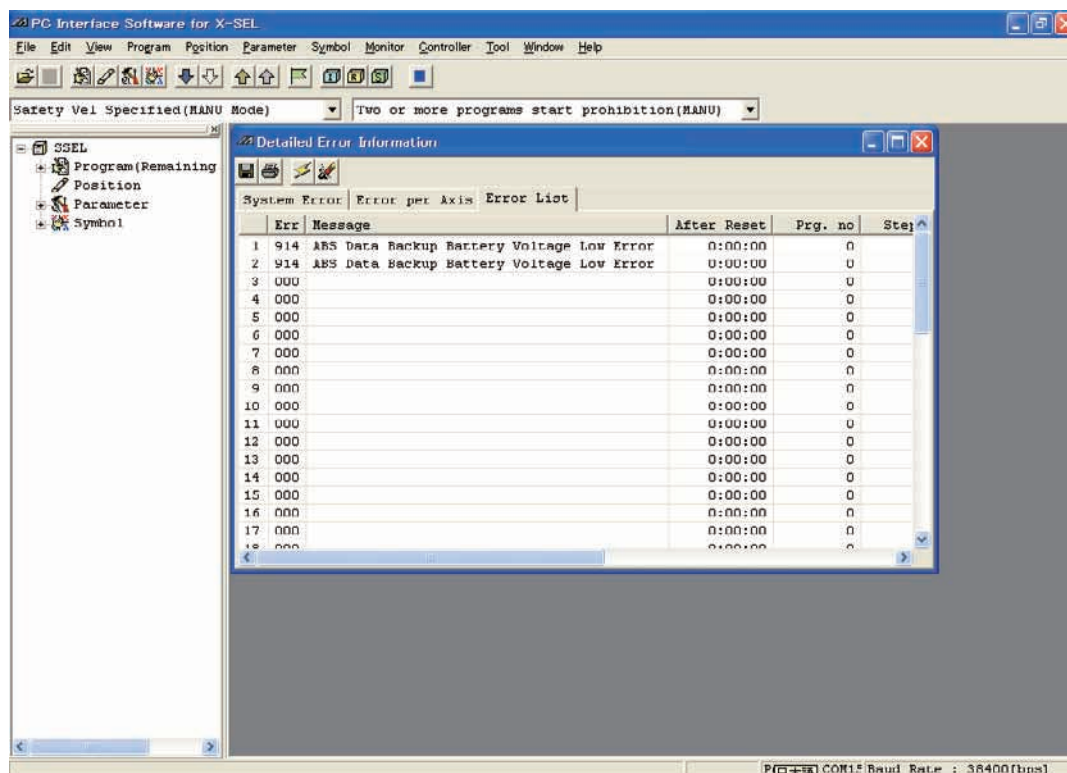 PC Interface Software for X-SEL
File Edit View Program Position Parameter Symbol Monitor Controller Tool Window Help
Safety Vel Specified(MANU Mode) Two or more programs start prohibition(MANU)
SSEL
Program(Remaining
Position
Parameter
Symbol
Detailed Error Information
System Error Error per Axis Error List
Err Message After Reset Prg. no Step
1 914 ABS Data Backup Battery Voltage Low Error 0:00:00 0
2 914 ABS Data Backup Battery Voltage Low Error 0:00:00 0
3 000 0:00:00 0
4 000 0:00:00 0
5 000 0:00:00 0
6 000 0:00:00 0
7 000 0:00:00 0
8 000 0:00:00 0
9 000 0:00:00 0
10 000 0:00:00 0
11 000 0:00:00 0
12 000 0:00:00 0
13 000 0:00:00 0
14 000 0:00:00 0
15 000 0:00:00 0
16 000 0:00:00 0
17 000 0:00:00 0
18 000 0:00:00 0
Baud Rate : 38400[bps]